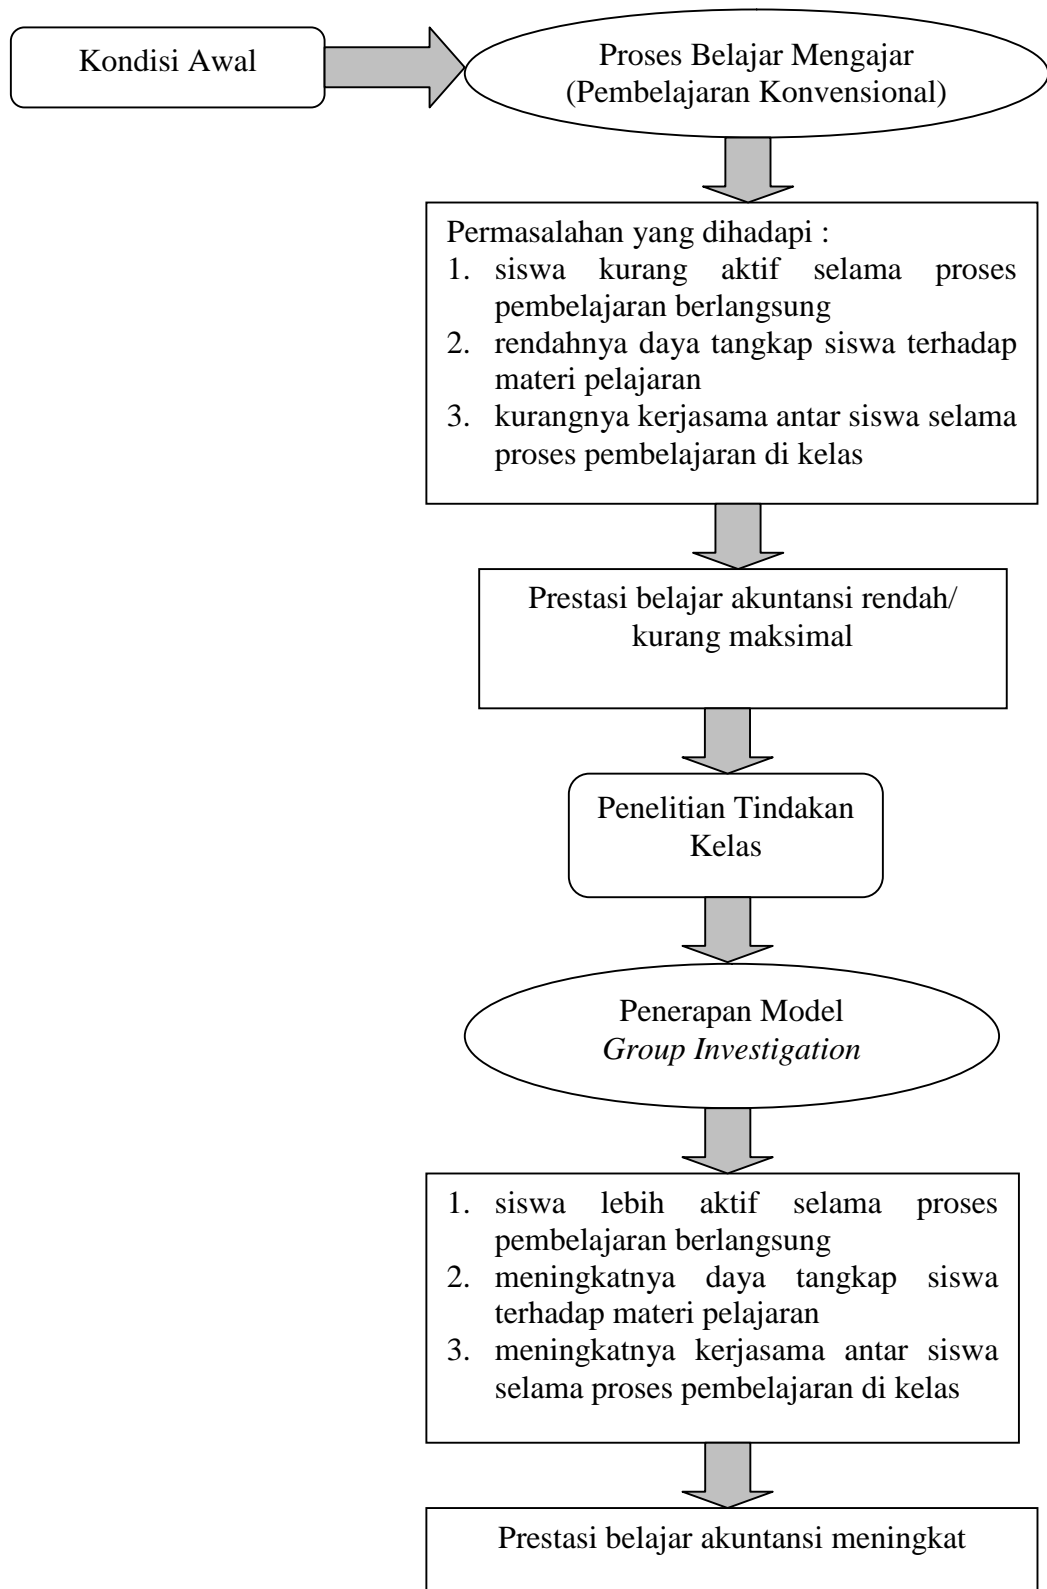 Kondisi Awal
Proses Belajar Mengajar
(Pembelajaran Konvensional)
Permasalahan yang dihadapi :
1. siswa kurang aktif selama proses
pembelajaran berlangsung
2. rendahnya daya tangkap siswa terhadap
materi pelajaran
3. kurangnya kerjasama antar siswa selama
proses pembelajaran di kelas
Prestasi belajar akuntansi rendah/
kurang maksimal
Penelitian Tindakan
Kelas
Penerapan Model
Group Investigation
1. siswa lebih aktif selama proses
pembelajaran berlangsung
2. meningkatnya daya tangkap siswa
terhadap materi pelajaran
3. meningkatnya kerjasama antar siswa
selama proses pembelajaran di kelas
Prestasi belajar akuntansi meningkat